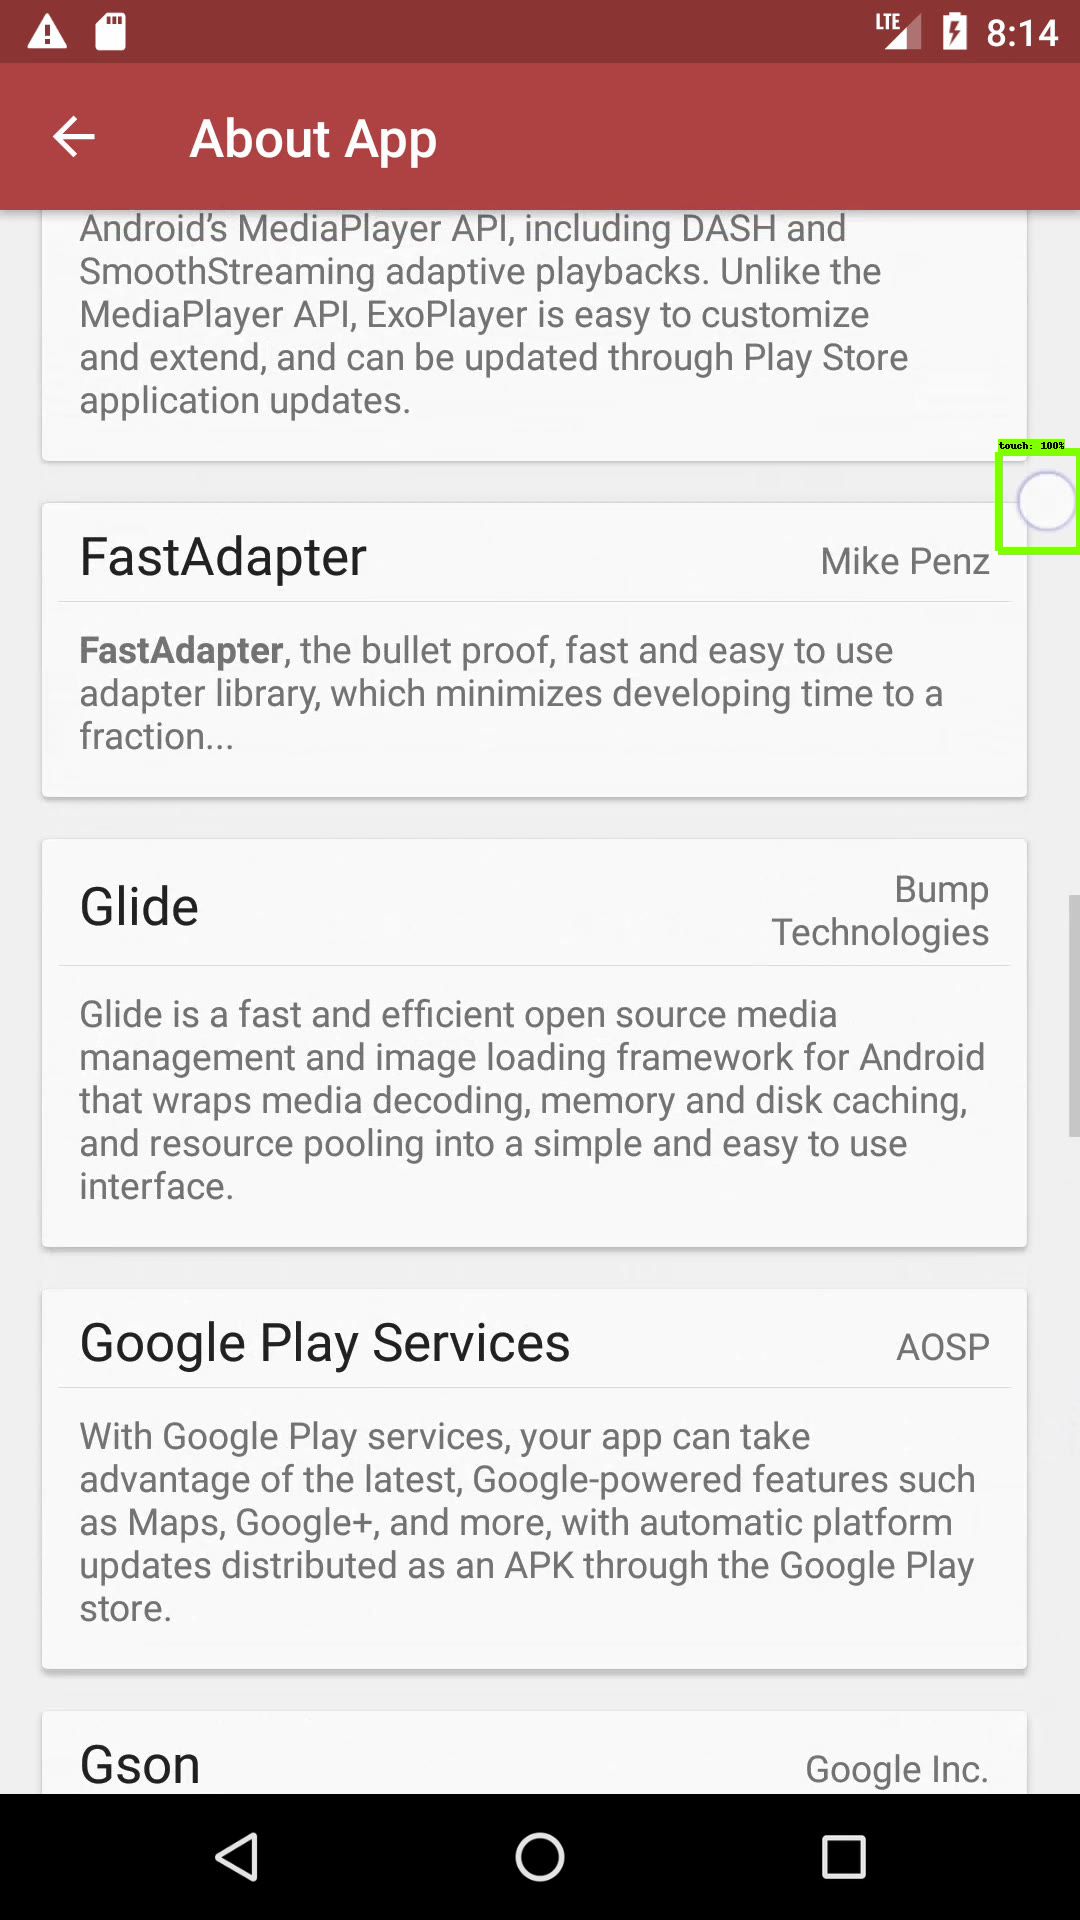 LTE 8:14
About App
Android’s MediaPlayer API, including DASH and
SmoothStreaming adaptive playbacks. Unlike the
MediaPlayer API, ExoPlayer is easy to customize
and extend, and can be updated through Play Store
application updates.
touch: 100%
FastAdapter Mike Penz
FastAdapter, the bullet proof, fast and easy to use
adapter library, which minimizes developing time to a
fraction...
Glide Bump
Technologies
Glide is a fast and efficient open source media
management and image loading framework for Android
that wraps media decoding, memory and disk caching,
and resource pooling into a simple and easy to use
interface.
Google Play Services AOSP
With Google Play services, your app can take
advantage of the latest, Google-powered features such
as Maps, Google+, and more, with automatic platform
updates distributed as an APK through the Google Play
store.
Gson Google Inc.